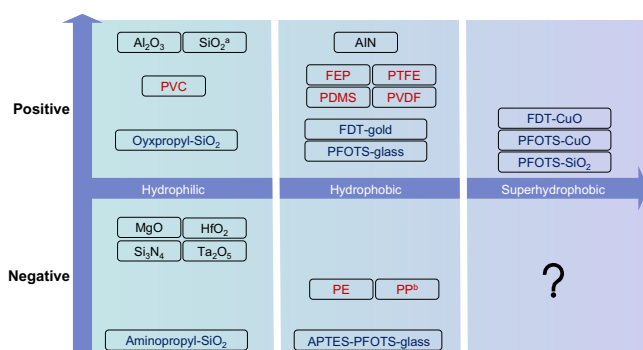 Al₂O₃ SiO₂ᵃ AlN
PVC FEP PTFE
PDMS PVDF
Positive
Oyxpropyl-SiO₂ FDT-gold FDT-CuO
PFOTS-glass PFOTS-CuO
PFOTS-SiO₂
Hydrophilic Hydrophobic Superhydrophobic
MgO HfO₂
Si₃N₄ Ta₂O₅
Negative
PE PPᵇ ?
Aminopropyl-SiO₂ APTES-PFOTS-glass